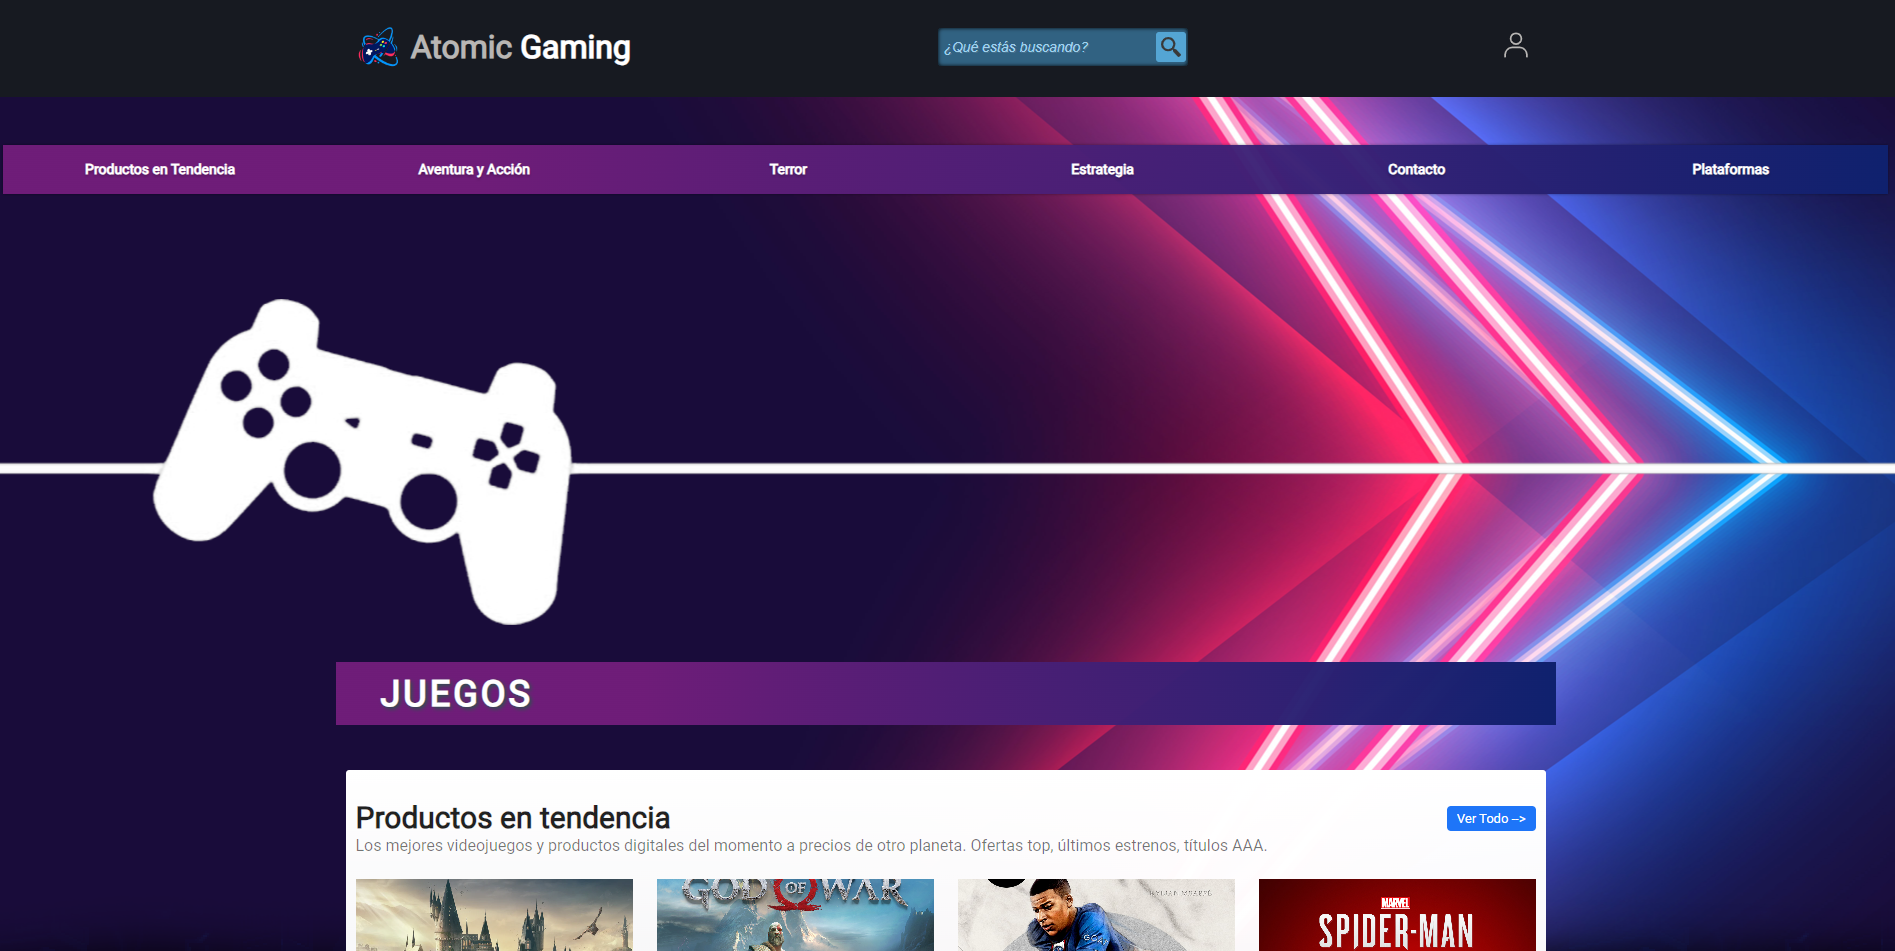 Atomic Gaming
¿Qué estás buscando?
Productos en Tendencia
Aventura y Acción
Terror
Estrategia
Contacto
Plataformas
JUEGOS
Productos en tendencia
Ver Todo -->
Los mejores videojuegos y productos digitales del momento a precios de otro planeta. Ofertas top, últimos estrenos, títulos AAA.
GOD OF WAR
KYLIAN MBAPPÉ
MARVEL
SPIDER-MAN